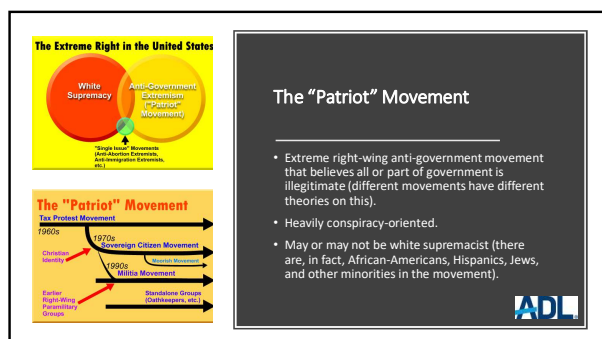 The Extreme Right in the United States
White
Supremacy
Anti-Government
Extremism
("Patriot"
Movement)
"Single Issue" Movements
(Anti-Abortion Extremists,
Anti-Immigration Extremists,
etc.)
The "Patriot" Movement
Tax Protest Movement
1960s
1970s
Sovereign Citizen Movement
Christian
Identity
Moorish Movement
1990s
Militia Movement
Earlier
Right-Wing
Paramilitary
Groups
Standalone Groups
(Oathkeepers, etc.)
The “Patriot” Movement
• Extreme right-wing anti-government movement
that believes all or part of government is
illegitimate (different movements have different
theories on this).
• Heavily conspiracy-oriented.
• May or may not be white supremacist (there
are, in fact, African-Americans, Hispanics, Jews,
and other minorities in the movement).
ADL